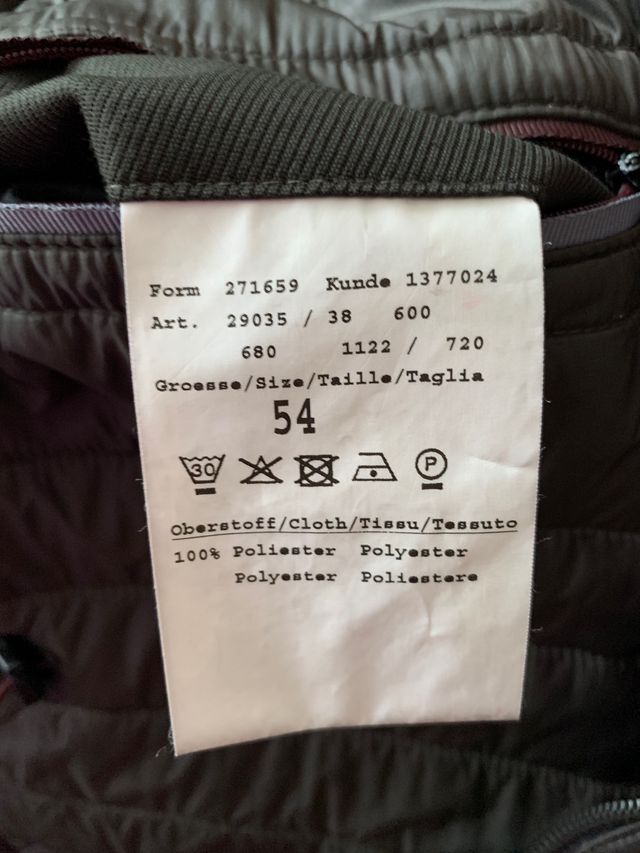 Form 271659 Kunde 1377024
Art. 29035 / 38 600
680 1122 / 720
Groesse/Size/Taille/Taglia
54
30 P
Oberstoff/Cloth/Tissu/Tessuto
100% Poliester Polyester
Polyester Poliestere